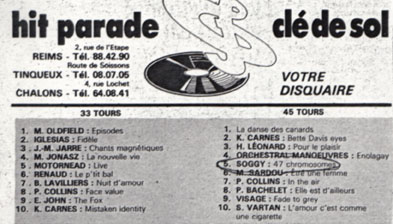 hit parade clé de sol
2, rue de l'Etape
REIMS - Tél. 88.42.90
Route de Soissons
TINQUEUX - Tél. 08.07.05
4, rue Lochet
CHALONS - Tél. 64.08.41
VOTRE
DISQUAIRE
33 TOURS
1. M. OLDFIELD : Episodes
2. IGLESIAS : Fidèle
3. J.-M. JARRE : Chants magnétiques
4. M. JONASZ : La nouvelle vie
5. MOTORNEAD : Live
6. RENAUD : Le p'tit bal
7. B. LAVILLIERS : Nuit d'amour
8. P. COLLINS : Face value
9. E. JOHN : The Fox
10. K. CARNES : Mistaken identity
45 TOURS
1. La danse des canards
2. K. CARNES : Bette Davis eyes
3. H. LÉONARD : Pour le plaisir
4. ORCHESTRAL MANOEUVRES : Enolagay
5. SOGGY : 47 chromosomes
6. M. SARDOU : Etre une femme
7. P. COLLINS : In the air
8. P. BACHELET : Elle est d'ailleurs
9. VISAGE : Fade to grey
10. S. VARTAN : L'amour c'est comme
une cigarette